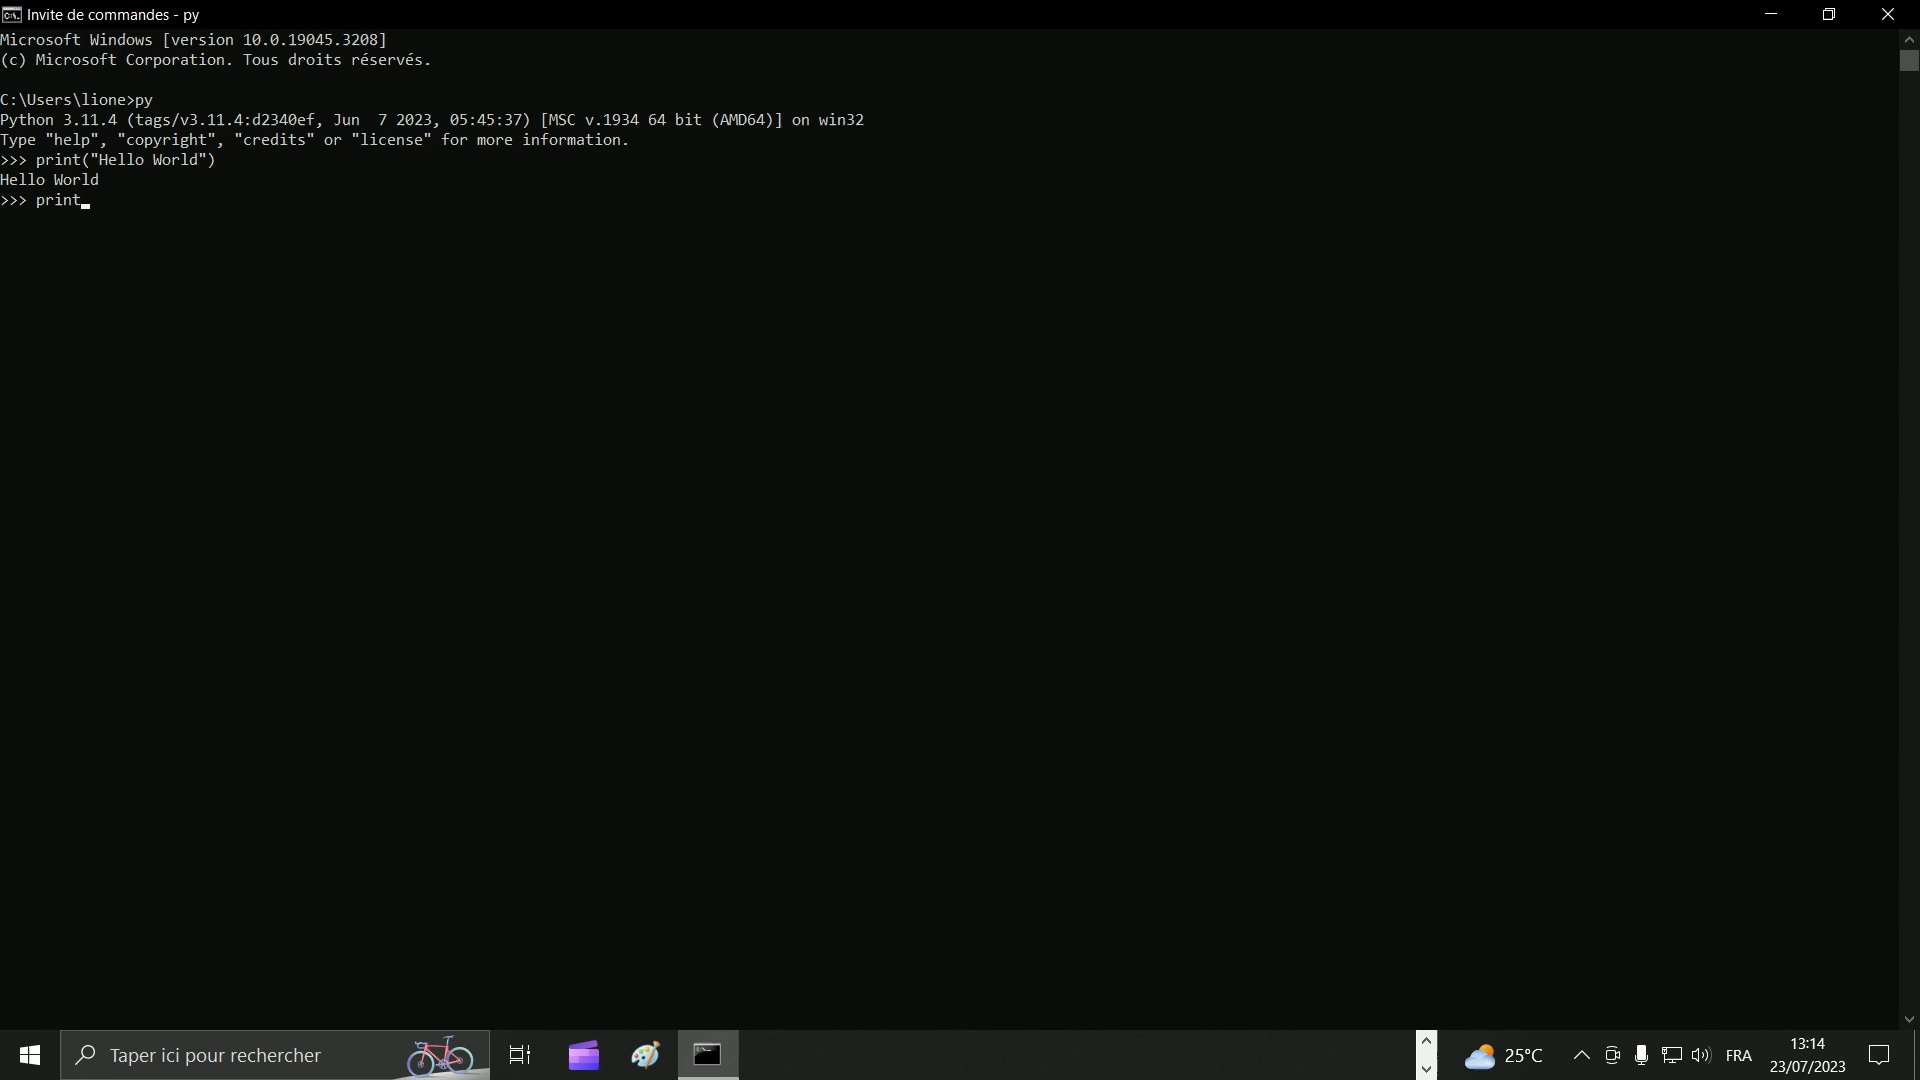 Invite de commandes - py
Microsoft Windows [version 10.0.19045.3208]
(c) Microsoft Corporation. Tous droits réservés.
C:\Users\lione>py
Python 3.11.4 (tags/v3.11.4:d2340ef, Jun  7 2023, 05:45:37) [MSC v.1934 64 bit (AMD64)] on win32
Type "help", "copyright", "credits" or "license" for more information.
>>> print("Hello World")
Hello World
>>> print
Taper ici pour rechercher
25°C
FRA
13:14
23/07/2023